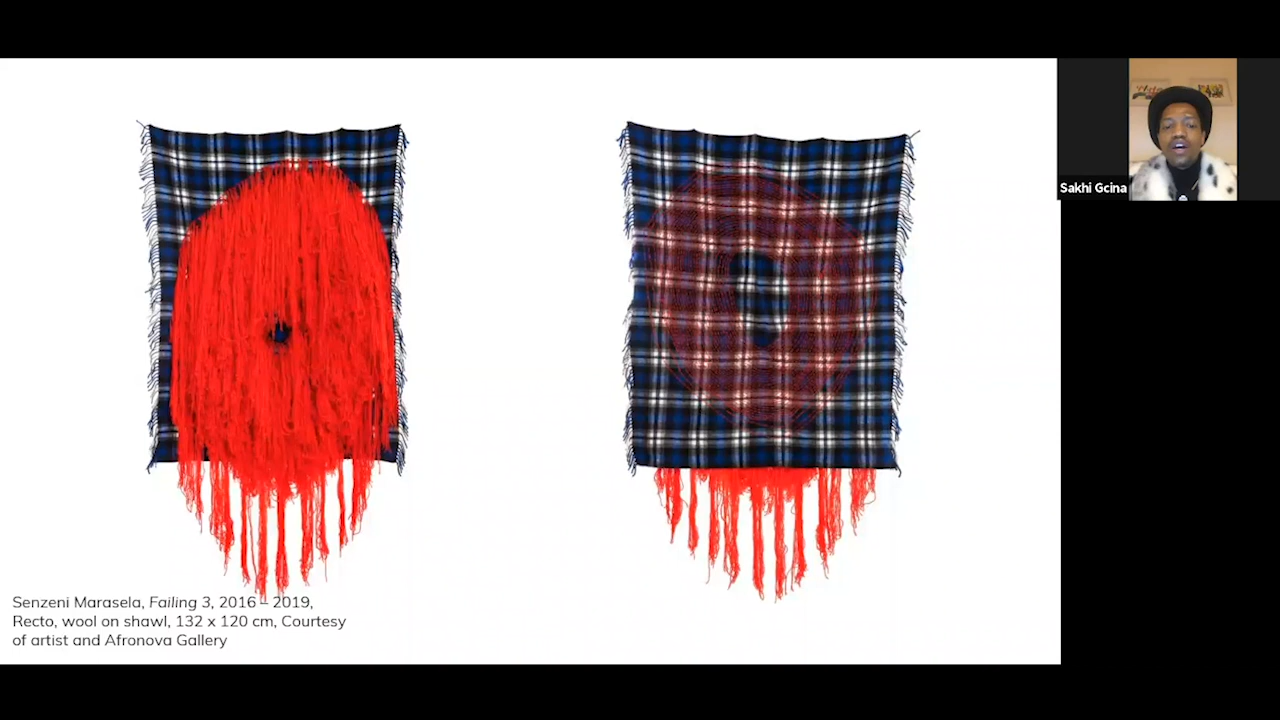 Sakhi Gcina
Senzeni Marasela, Failing 3, 2016 – 2019,
Recto, wool on shawl, 132 x 120 cm, Courtesy
of artist and Afronova Gallery